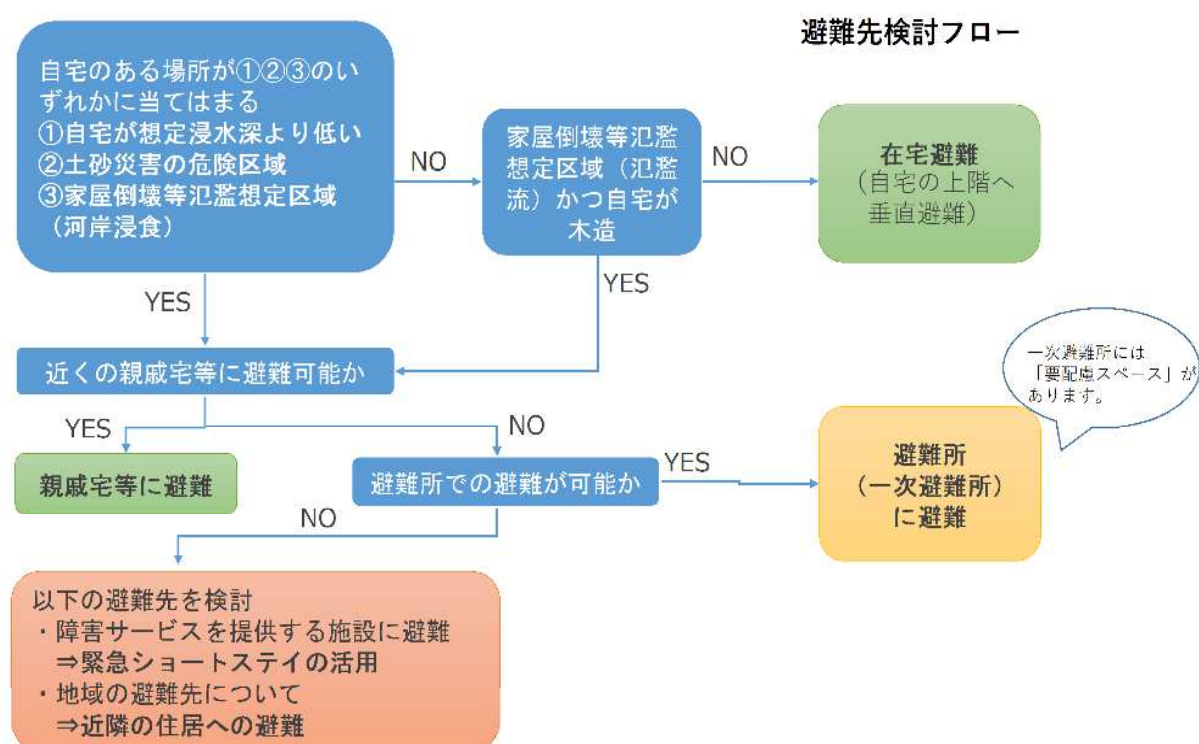 避難先検討フロー
自宅のある場所が①②③のい
ずれかに当てはまる
①自宅が想定浸水深より低い
②土砂災害の危険区域
③家屋倒壊等氾濫想定区域
（河岸浸食）
NO
家屋倒壊等氾濫
想定区域（氾濫
流）かつ自宅が
木造
NO
在宅避難
（自宅の上階へ
垂直避難）
YES
YES
近くの親戚宅等に避難可能か
一次避難所には
「要配慮スペース」が
あります。
YES
NO
親戚宅等に避難
避難所での避難が可能か
YES
避難所
（一次避難所）
に避難
NO
以下の避難先を検討
・障害サービスを提供する施設に避難
⇒緊急ショートステイの活用
・地域の避難先について
⇒近隣の住居への避難